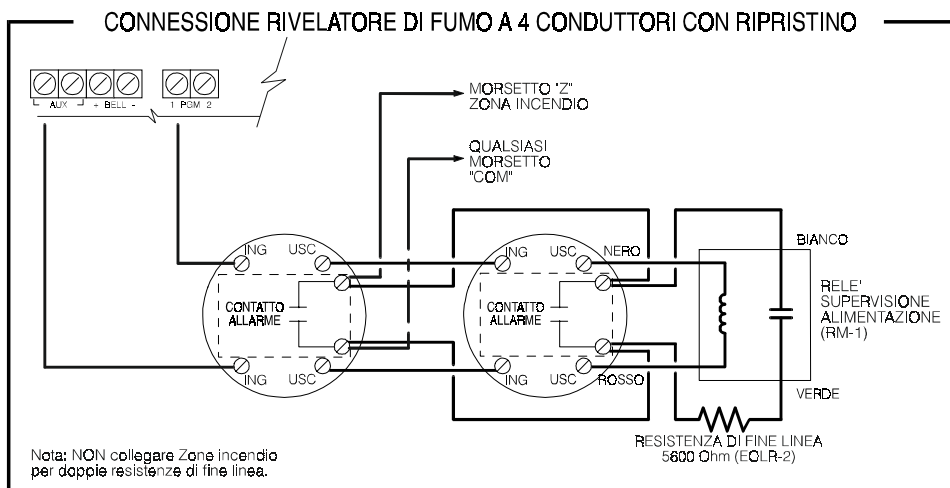 CONNESSIONE RIVELATORE DI FUMO A 4 CONDUTTORI CON RIPRISTINO
AUX + BELL - 1 PGM 2
MORSETTO "Z"
ZONA INCENDIO
QUALSIASI
MORSETTO
"COM"
ING USC ING USC NERO
BIANCO
CONTATTO
ALLARME
CONTATTO
ALLARME
RELE'
SUPERVISIONE
ALIMENTAZIONE
(RM-1)
ING USC ING USC ROSSO
VERDE
RESISTENZA DI FINE LINEA
5600 Ohm (EOLR-2)
Nota: NON collegare Zone incendio
per doppie resistenze di fine linea.